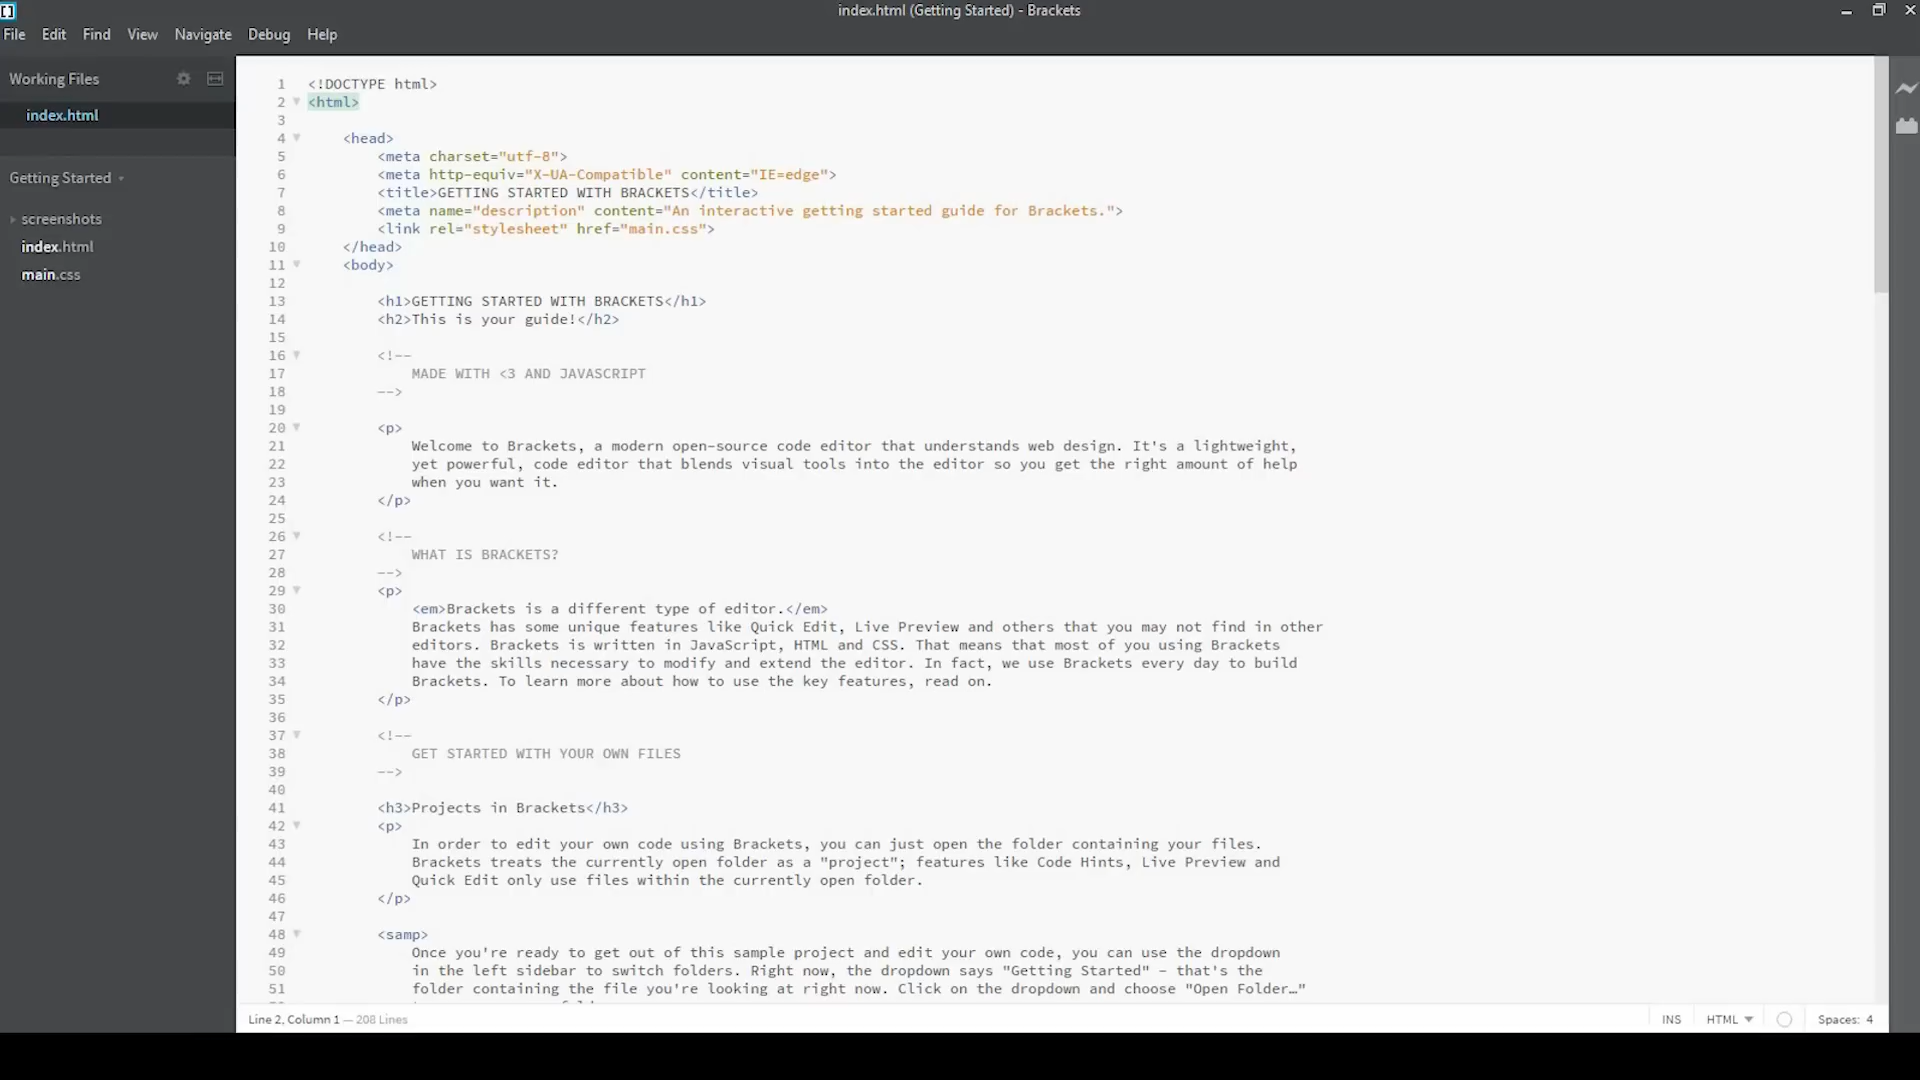 index.html (Getting Started) - Brackets
File Edit Find View Navigate Debug Help
Working Files
index.html
Getting Started
screenshots
index.html
main.css
1 <!DOCTYPE html>
2 <html>
3
4 <head>
5 <meta charset="utf-8">
6 <meta http-equiv="X-UA-Compatible" content="IE=edge">
7 <title>GETTING STARTED WITH BRACKETS</title>
8 <meta name="description" content="An interactive getting started guide for Brackets.">
9 <link rel="stylesheet" href="main.css">
10 </head>
11 <body>
12
13 <h1>GETTING STARTED WITH BRACKETS</h1>
14 <h2>This is your guide!</h2>
15
16 <!--
17 MADE WITH <3 AND JAVASCRIPT
18 -->
19
20 <p>
21 Welcome to Brackets, a modern open-source code editor that understands web design. It's a lightweight,
22 yet powerful, code editor that blends visual tools into the editor so you get the right amount of help
23 when you want it.
24 </p>
25
26 <!--
27 WHAT IS BRACKETS?
28 -->
29 <p>
30 <em>Brackets is a different type of editor.</em>
31 Brackets has some unique features like Quick Edit, Live Preview and others that you may not find in other
32 editors. Brackets is written in JavaScript, HTML and CSS. That means that most of you using Brackets
33 have the skills necessary to modify and extend the editor. In fact, we use Brackets every day to build
34 Brackets. To learn more about how to use the key features, read on.
35 </p>
36
37 <!--
38 GET STARTED WITH YOUR OWN FILES
39 -->
40
41 <h3>Projects in Brackets</h3>
42 <p>
43 In order to edit your own code using Brackets, you can just open the folder containing your files.
44 Brackets treats the currently open folder as a "project"; features like Code Hints, Live Preview and
45 Quick Edit only use files within the currently open folder.
46 </p>
47
48 <samp>
49 Once you're ready to get out of this sample project and edit your own code, you can use the dropdown
50 in the left sidebar to switch folders. Right now, the dropdown says "Getting Started" - that's the
51 folder containing the file you're looking at right now. Click on the dropdown and choose "Open Folder…"
Line 2, Column 1 — 208 Lines
INS HTML Spaces: 4